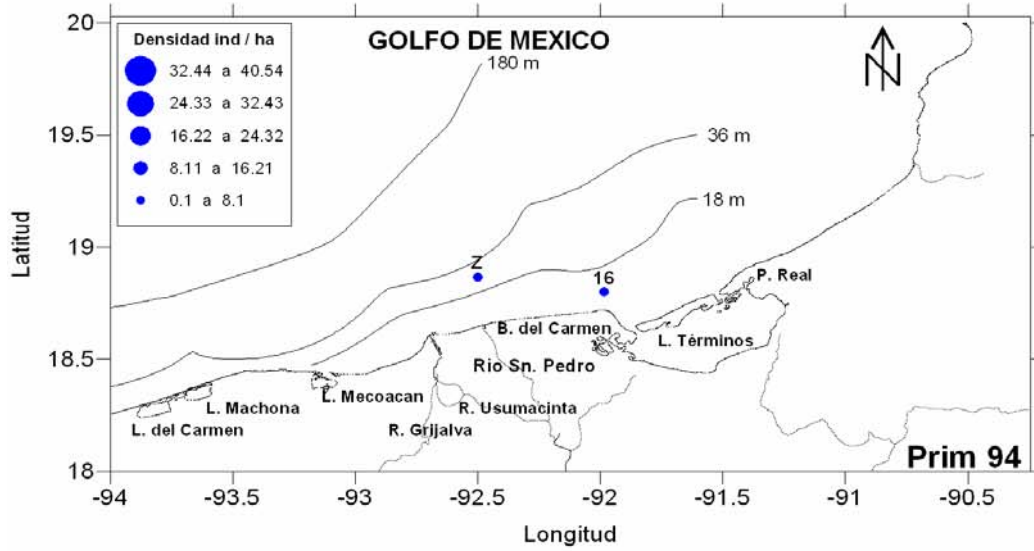 20
Densidad ind / ha
32.44 a 40.54
24.33 a 32.43
16.22 a 24.32
8.11 a 16.21
0.1 a 8.1
GOLFO DE MEXICO
N
180 m
19.5
36 m
18 m
Latitud
19
Z
16
P. Real
18.5
B. del Carmen
L. Términos
Rio Sn. Pedro
L. Mecoacan
L. Machona
R. Usumacinta
L. del Carmen
R. Grijalva
Prim 94
18
-94
-93.5
-93
-92.5
-92
-91.5
-91
-90.5
Longitud